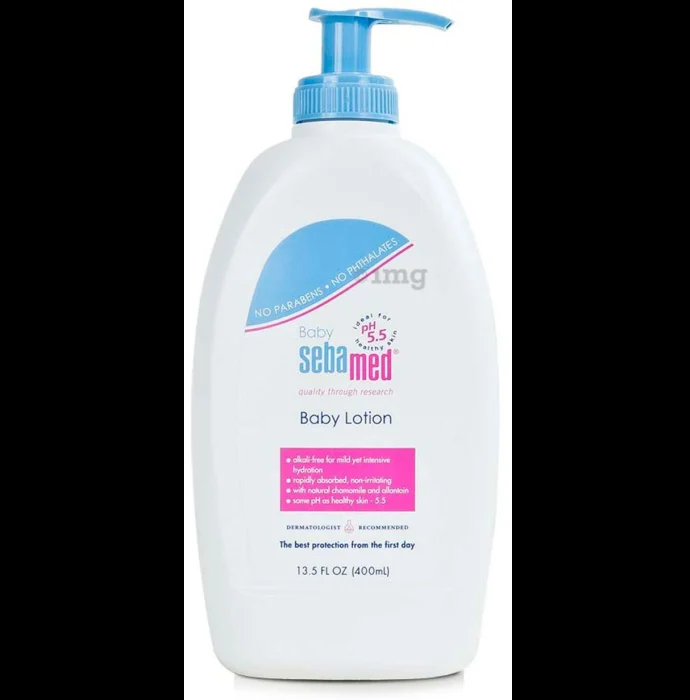 NO PARABENS • NO PHTHALATES
1mg
Baby
ideal for
pH
5.5
healthy skin
sebamed®
quality through research
Baby Lotion
• alkali-free for mild yet intensive
hydration
• rapidly absorbed, non-irritating
• with natural chamomile and allantoin
• same pH as healthy skin - 5.5
DERMATOLOGIST RECOMMENDED
The best protection from the first day
13.5 FL OZ (400mL)